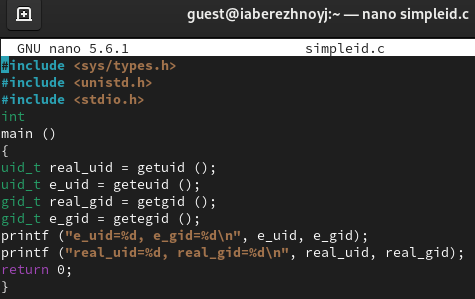 guest@iaberezhnoyj:~ — nano simpleid.c
GNU nano 5.6.1 simpleid.c
#include <sys/types.h>
#include <unistd.h>
#include <stdio.h>
int
main ()
{
uid_t real_uid = getuid ();
uid_t e_uid = geteuid ();
gid_t real_gid = getgid ();
gid_t e_gid = getegid ();
printf ("e_uid=%d, e_gid=%d\n", e_uid, e_gid);
printf ("real_uid=%d, real_gid=%d\n", real_uid, real_gid);
return 0;
}